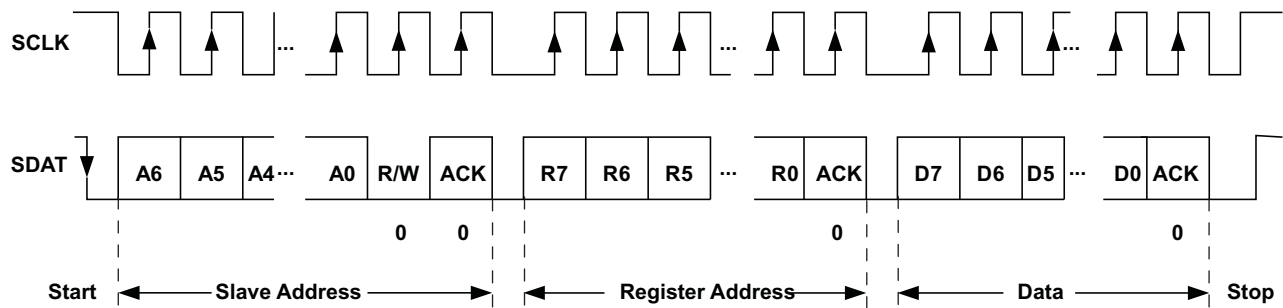 SCLK ... ... ...
SDAT A6 A5 A4 ... A0 R/W ACK R7 R6 R5 ... R0 ACK D7 D6 D5 ... D0 ACK
0 0 0 0
Start Slave Address Register Address Data Stop